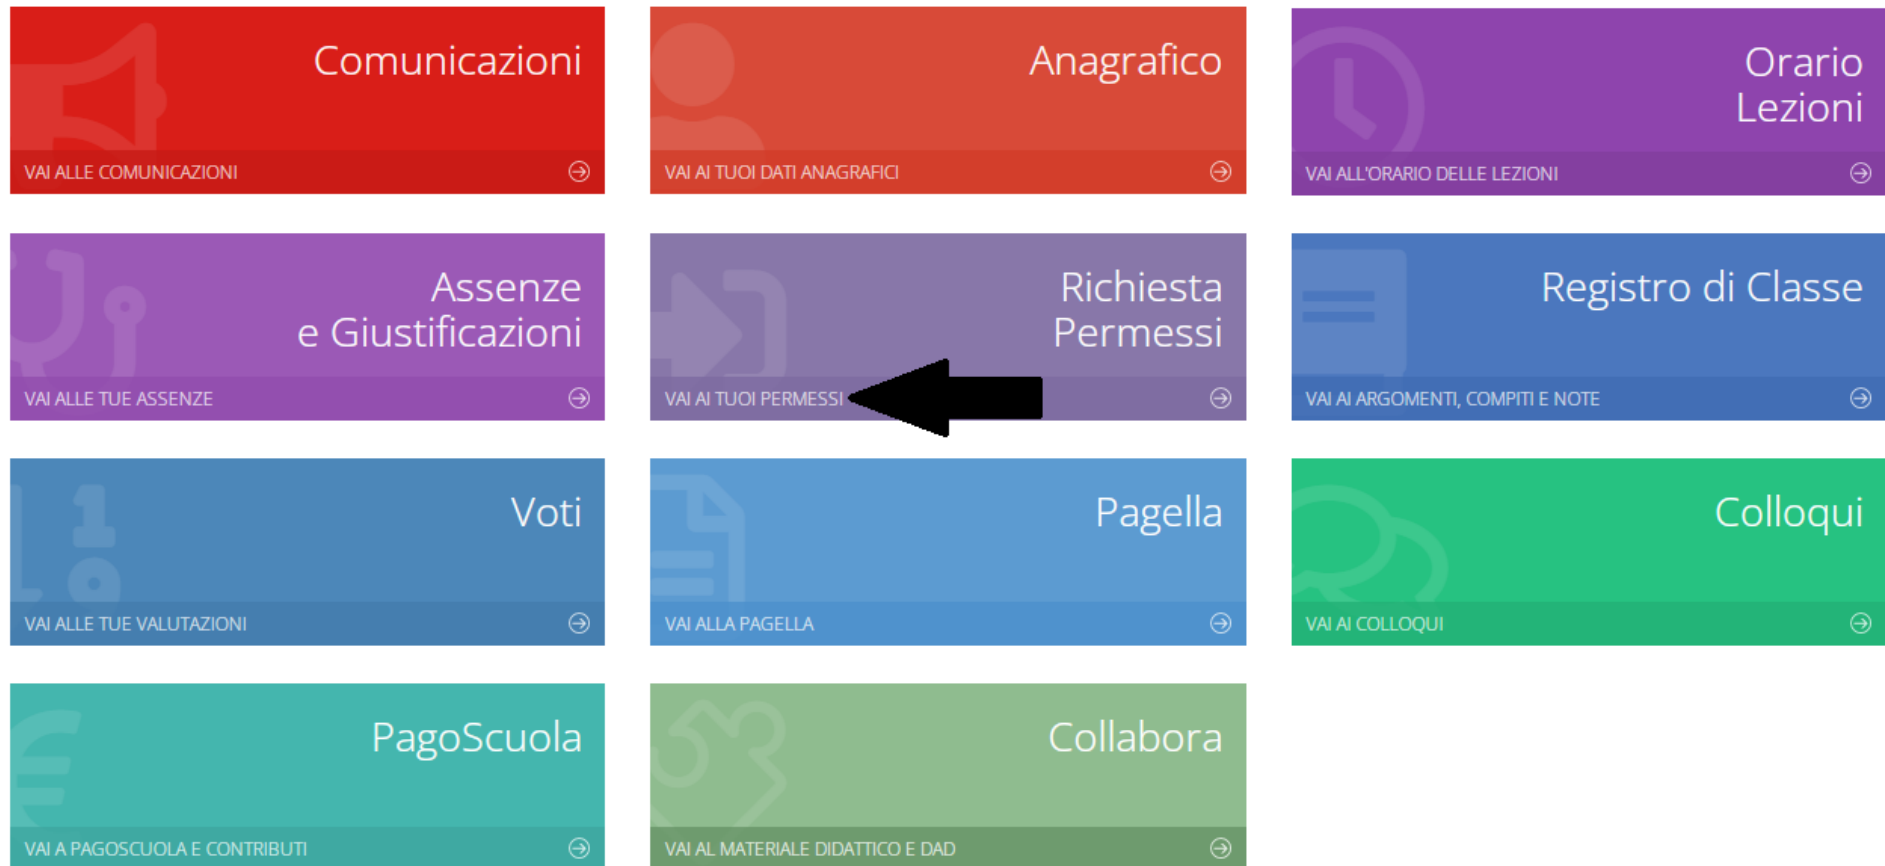 Comunicazioni
VAI ALLE COMUNICAZIONI
Anagrafico
VAI AI TUOI DATI ANAGRAFICI
Orario
Lezioni
VAI ALL'ORARIO DELLE LEZIONI
Assenze
e Giustificazioni
VAI ALLE TUE ASSENZE
Richiesta
Permessi
VAI AI TUOI PERMESSI
Registro di Classe
VAI AI ARGOMENTI, COMPITI E NOTE
Voti
VAI ALLE TUE VALUTAZIONI
Pagella
VAI ALLA PAGELLA
Colloqui
VAI AI COLLOQUI
PagoScuola
VAI A PAGOSCUOLA E CONTRIBUTI
Collabora
VAI AL MATERIALE DIDATTICO E DAD